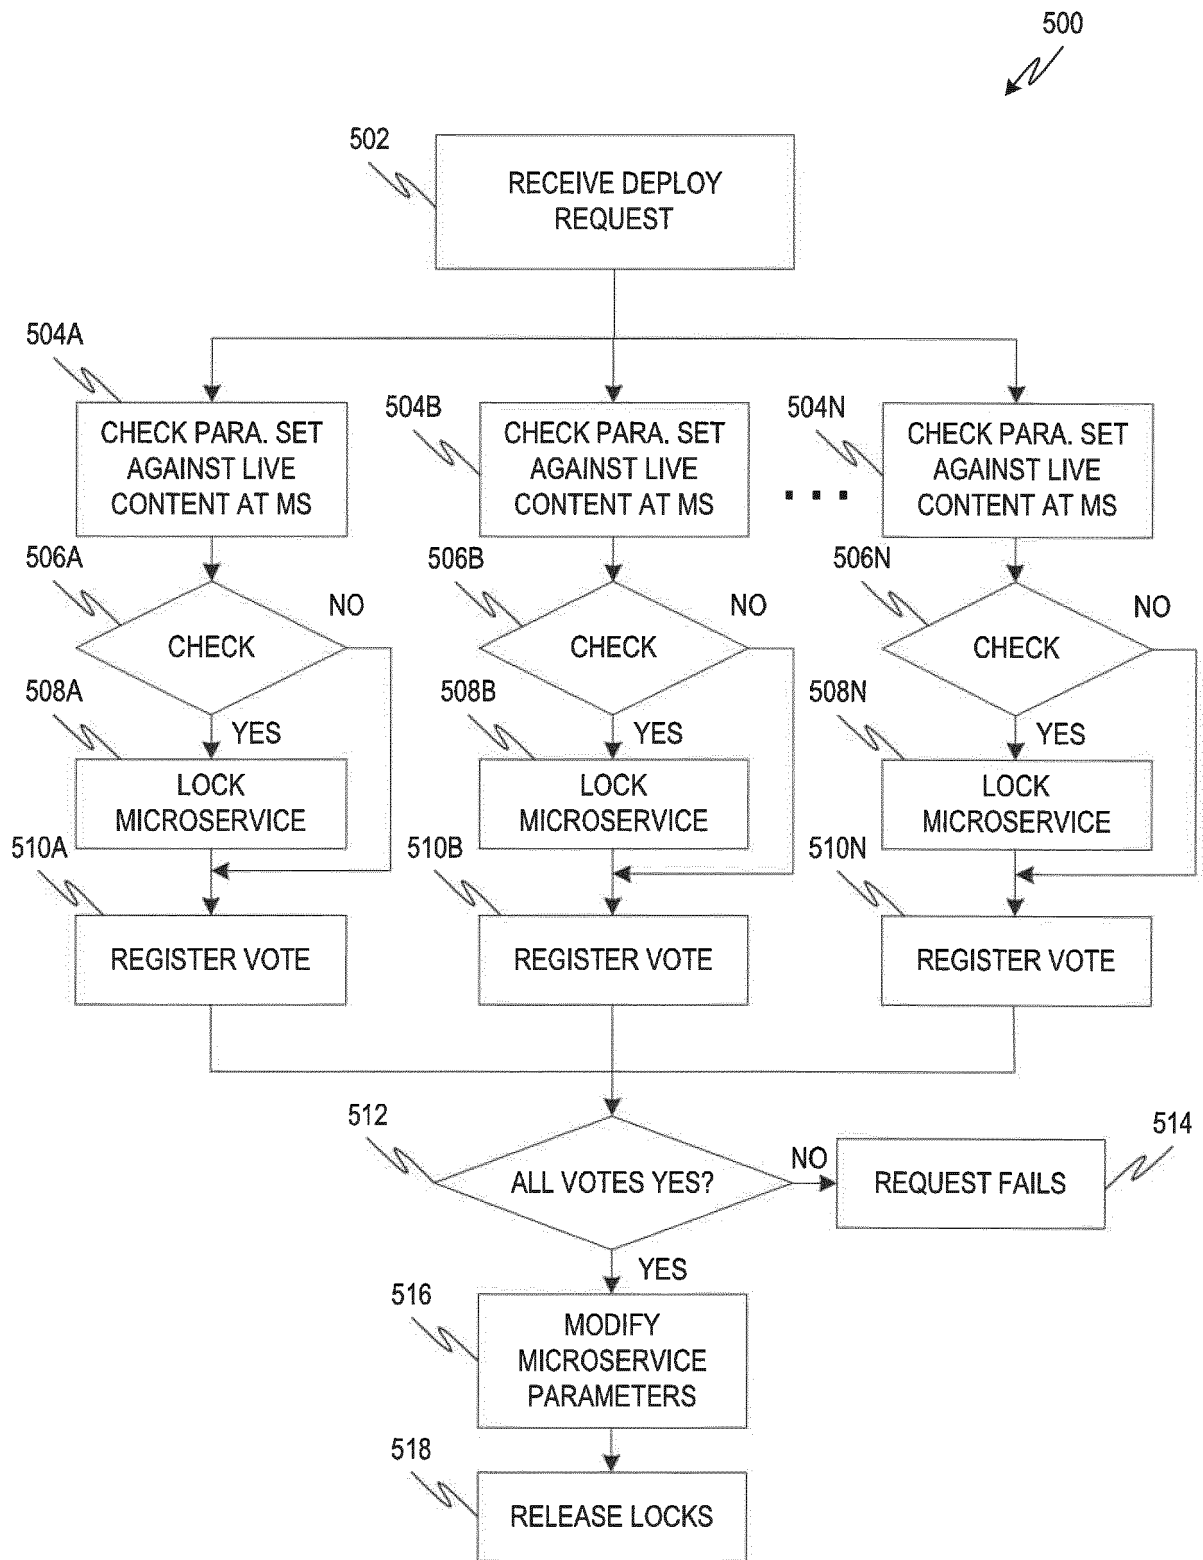 500
502
RECEIVE DEPLOY
REQUEST
504A
CHECK PARA. SET
AGAINST LIVE
CONTENT AT MS
504B
CHECK PARA. SET
AGAINST LIVE
CONTENT AT MS
...
504N
CHECK PARA. SET
AGAINST LIVE
CONTENT AT MS
506A
CHECK
NO
YES
506B
CHECK
NO
YES
506N
CHECK
NO
YES
508A
LOCK
MICROSERVICE
508B
LOCK
MICROSERVICE
508N
LOCK
MICROSERVICE
510A
REGISTER VOTE
510B
REGISTER VOTE
510N
REGISTER VOTE
512
ALL VOTES YES?
NO
514
REQUEST FAILS
YES
516
MODIFY
MICROSERVICE
PARAMETERS
518
RELEASE LOCKS